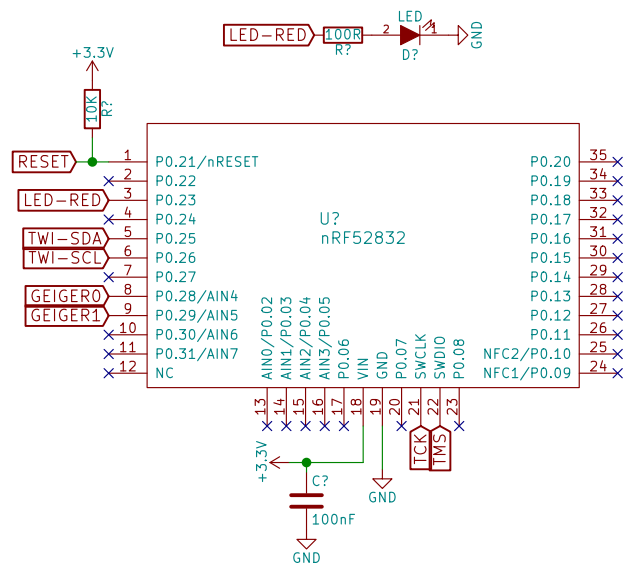 LED
LED-RED
100R
2
1
GND
R?
D?
+3.3V
10K
R?
RESET
1
P0.21/nRESET
P0.20
35
2
P0.22
P0.19
34
LED-RED
3
P0.23
P0.18
33
4
P0.24
U?
P0.17
32
TWI-SDA
5
P0.25
nRF52832
P0.16
31
TWI-SCL
6
P0.26
P0.15
30
7
P0.27
P0.14
29
GEIGER0
8
P0.28/AIN4
P0.13
28
GEIGER1
9
P0.29/AIN5
P0.12
27
10
P0.30/AIN6
P0.11
26
11
P0.31/AIN7
NFC2/P0.10
25
12
NC
NFC1/P0.09
24
AIN0/P0.02
AIN1/P0.03
AIN2/P0.04
AIN3/P0.05
P0.06
VIN
GND
P0.07
SWCLK
SWDIO
P0.08
13
14
15
16
17
18
19
20
21
22
23
TCK
TMS
+3.3V
C?
100nF
GND
GND